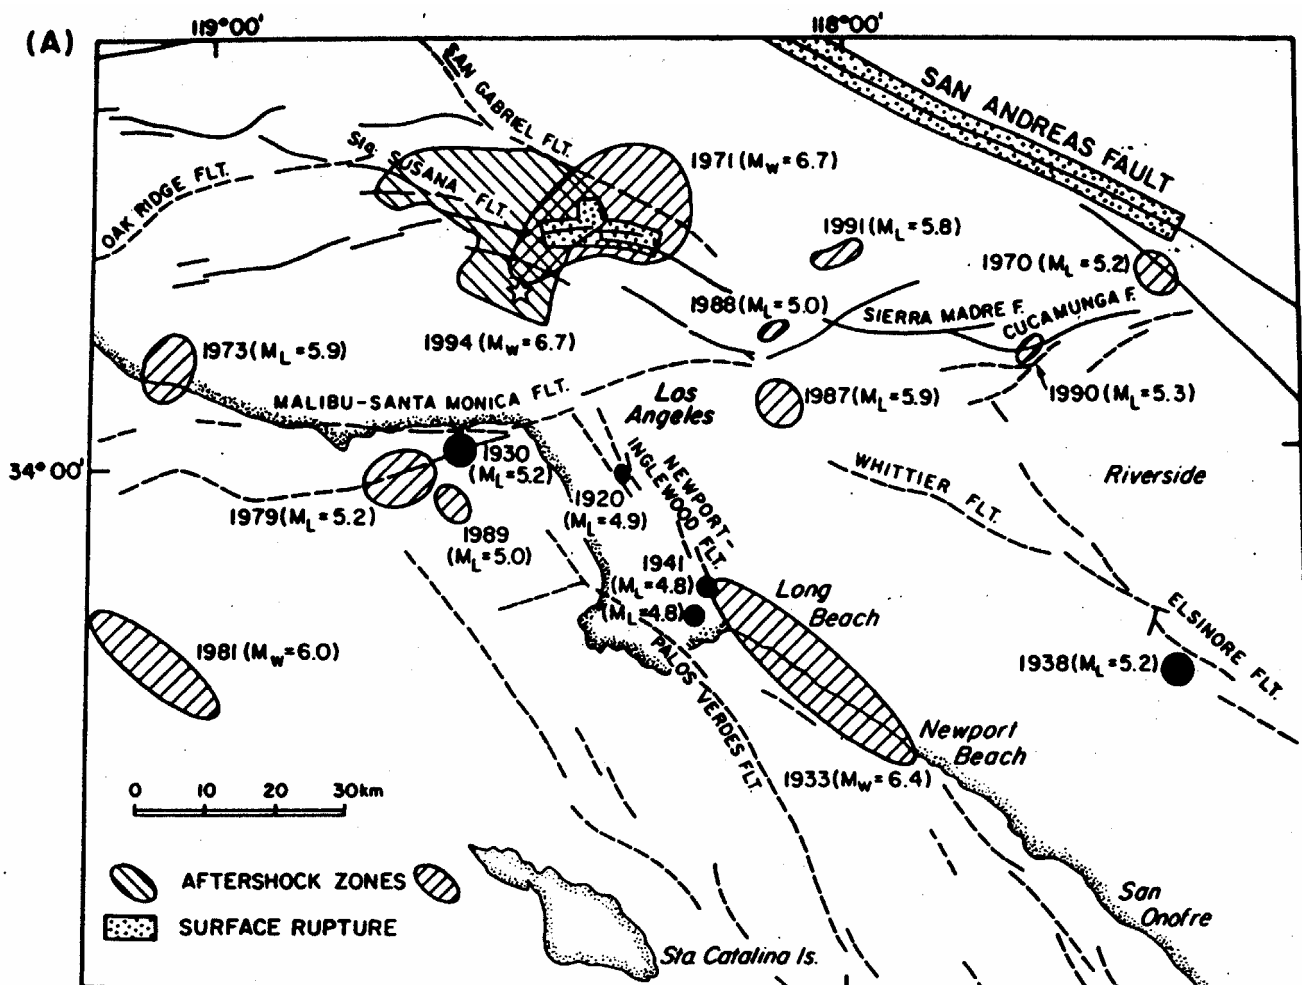 (A)
119°00'
118°00'
SAN GABRIEL FLT.
SAN ANDREAS FAULT
Sta. SUSANA FLT.
OAK RIDGE FLT.
1971 (Mw=6.7)
1991 (ML=5.8)
1970 (ML=5.2)
1988 (ML=5.0)
SIERRA MADRE F.
CUCAMUNGA F.
1994 (Mw=6.7)
1973 (ML=5.9)
MALIBU-SANTA MONICA FLT.
Los
Angeles
1987 (ML=5.9)
1990 (ML=5.3)
34°00'
1930
(ML=5.2)
NEWPORT-
INGLEWOOD FLT.
WHITTIER FLT.
Riverside
1979 (ML=5.2)
1920
(ML=4.9)
1989
(ML=5.0)
1941
(ML=4.8)
(ML=4.8)
Long
Beach
ELSINORE FLT.
1981 (Mw=6.0)
PALOS VERDES FLT.
1938 (ML=5.2)
Newport
Beach
1933 (Mw=6.4)
0 10 20 30km
AFTERSHOCK ZONES
SURFACE RUPTURE
San
Onofre
Sta. Catalina Is.